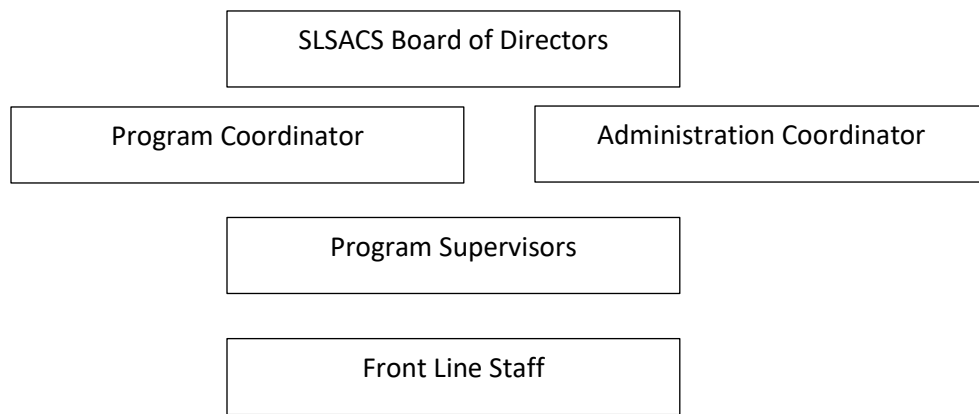 SLSACS Board of Directors
Program Coordinator
Administration Coordinator
Program Supervisors
Front Line Staff